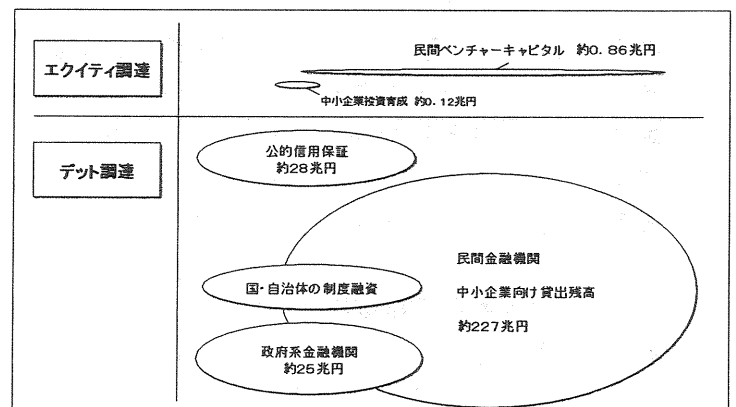 エクイティ調達
民間ベンチャーキャピタル 約0.86兆円
中小企業投資育成 約0.12兆円
デット調達
公的信用保証
約28兆円
民間金融機関
中小企業向け貸出残高
約227兆円
国・自治体の制度融資
政府系金融機関
約25兆円